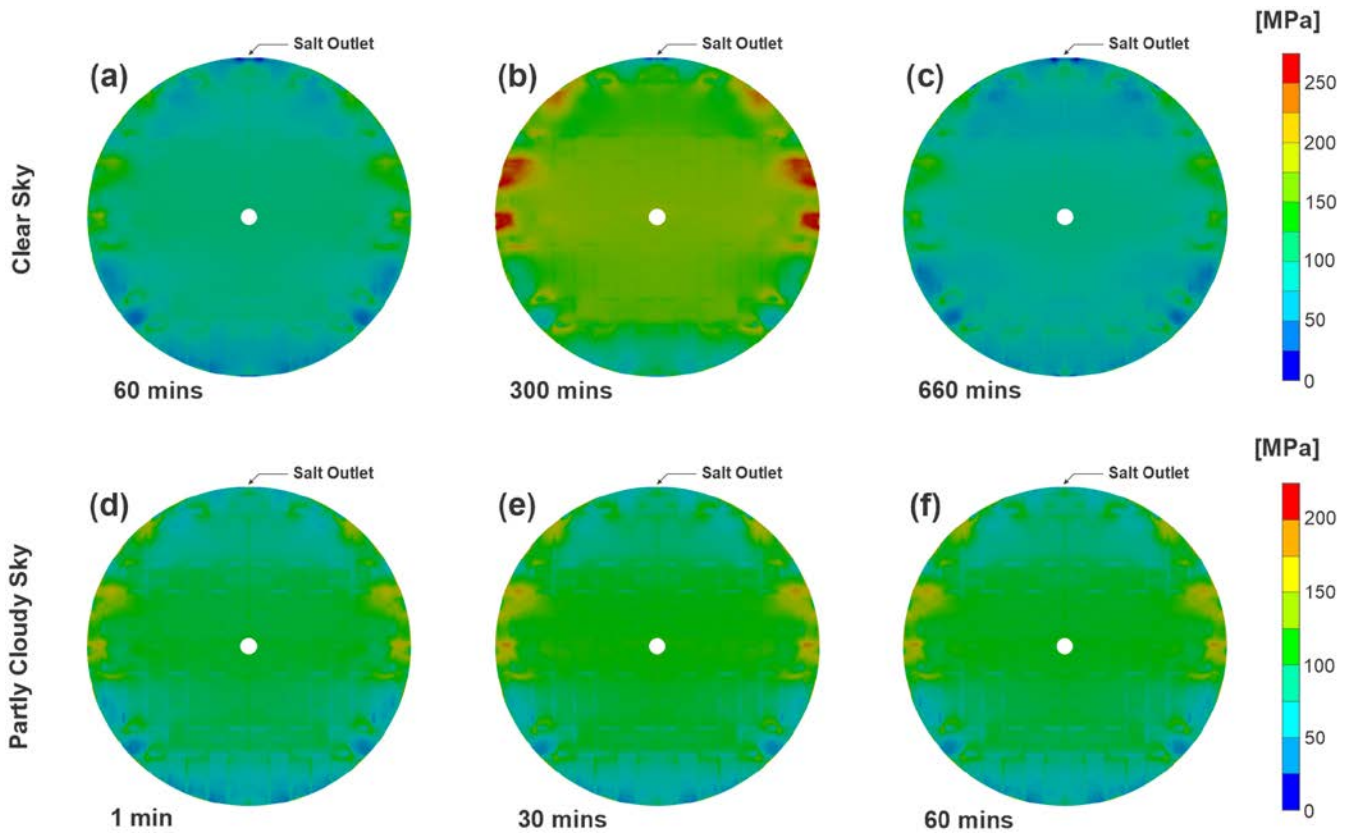 [MPa]
Salt Outlet
Salt Outlet
Salt Outlet
(a)
(b)
(c)
250
200
150
100
50
0
Clear Sky
60 mins
300 mins
660 mins
[MPa]
Salt Outlet
Salt Outlet
Salt Outlet
(d)
(e)
(f)
200
150
100
50
0
Partly Cloudy Sky
1 min
30 mins
60 mins